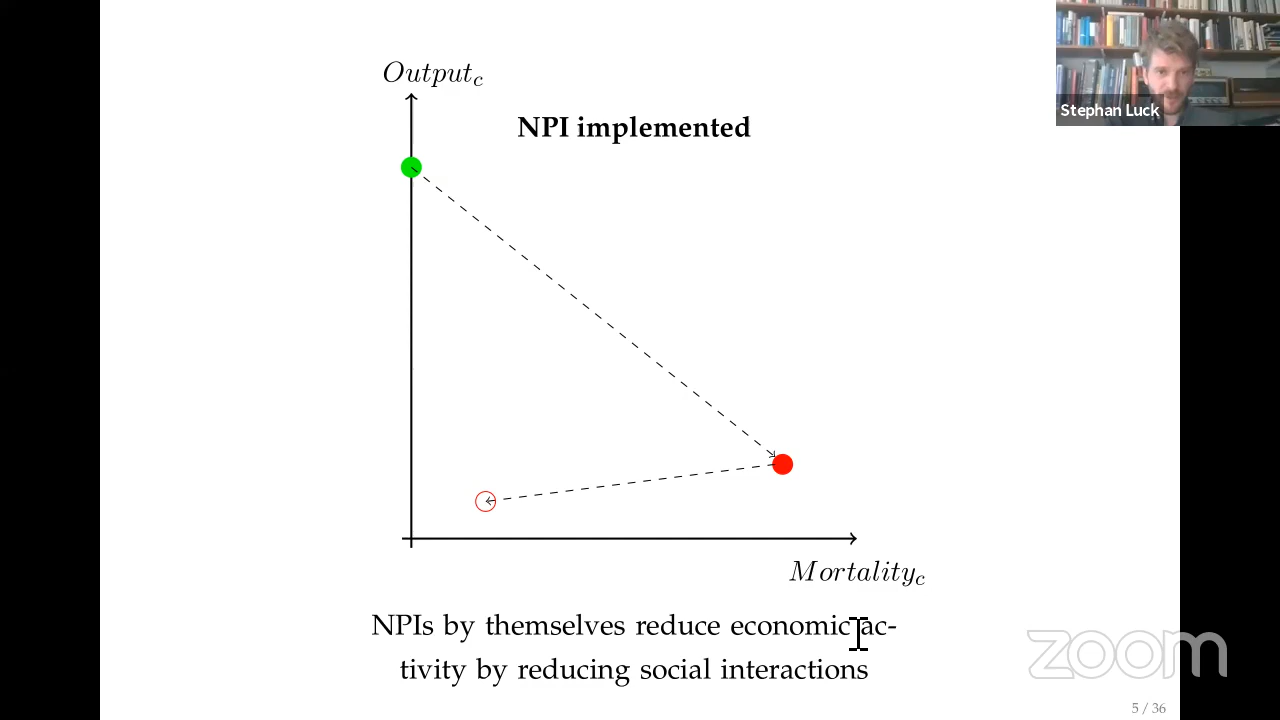 Output_c
Stephan Luck
NPI implemented
Mortality_c
NPIs by themselves reduce economic ac-
tivity by reducing social interactions
zoom
5 / 36